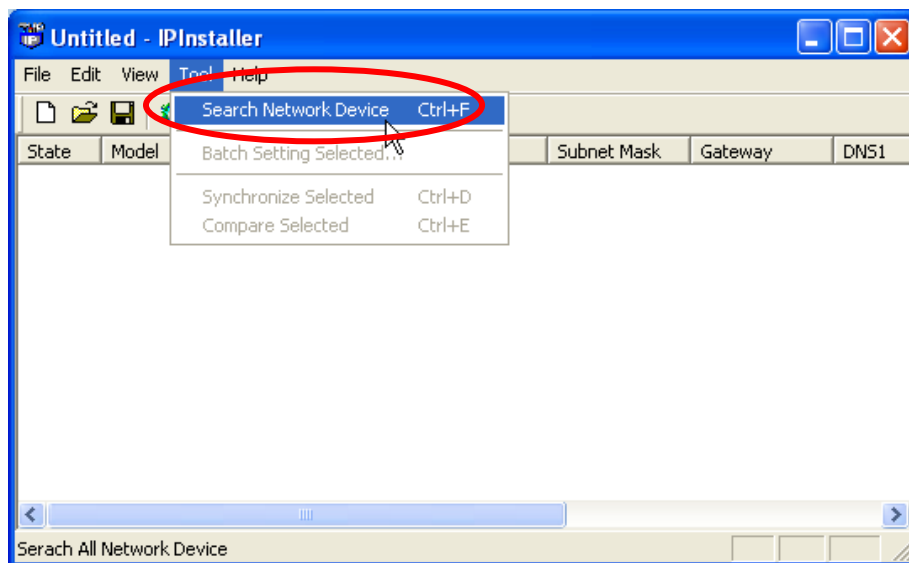 Untitled - IPInstaller
File Edit View Tool Help
Search Network Device Ctrl+F
State Model Subnet Mask Gateway DNS1
Batch Setting Selected...
Synchronize Selected Ctrl+D
Compare Selected Ctrl+E
Serach All Network Device